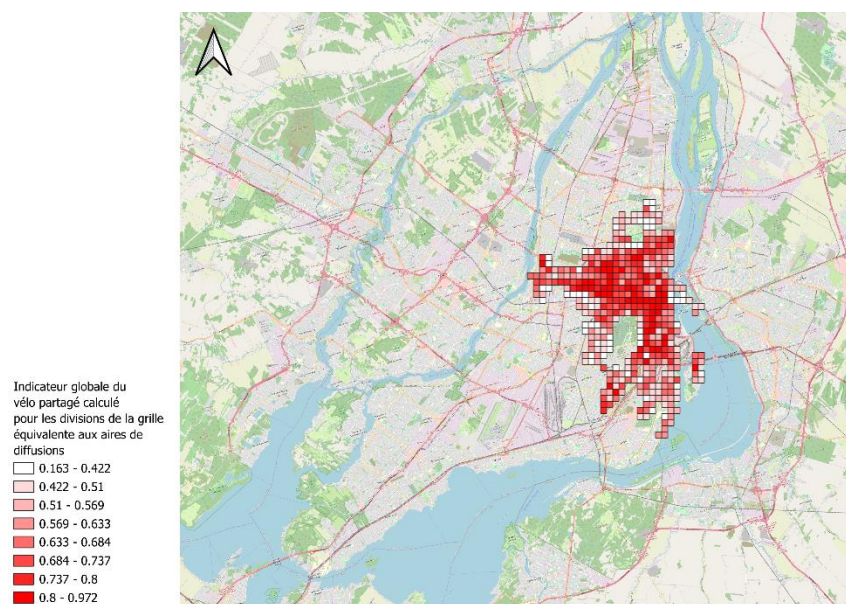 Indicateur globale du
vélo partagé calculé
pour les divisions de la grille
équivalente aux aires de
diffusions
0.163 - 0.422
0.422 - 0.51
0.51 - 0.569
0.569 - 0.633
0.633 - 0.684
0.684 - 0.737
0.737 - 0.8
0.8 - 0.972